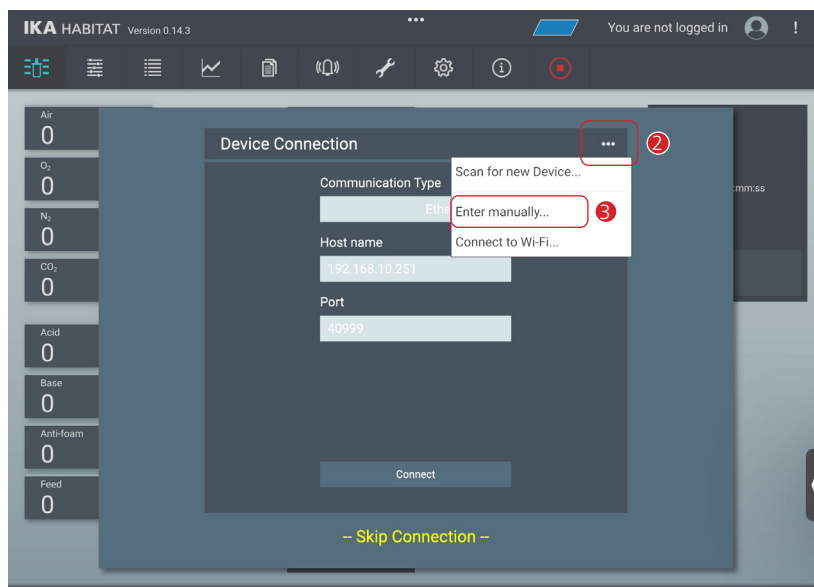 IKA HABITAT Version 0.14.3
You are not logged in !
Air
0
O₂
0
N₂
0
CO₂
0
Acid
0
Base
0
Anti-foam
0
Feed
0
Device Connection
2
Scan for new Device...
Enter manually...
3
Connect to Wi-Fi...
Communication Type
Ethe
Host name
192.168.10.251
Port
40999
Connect
-- Skip Connection --
:mm:ss